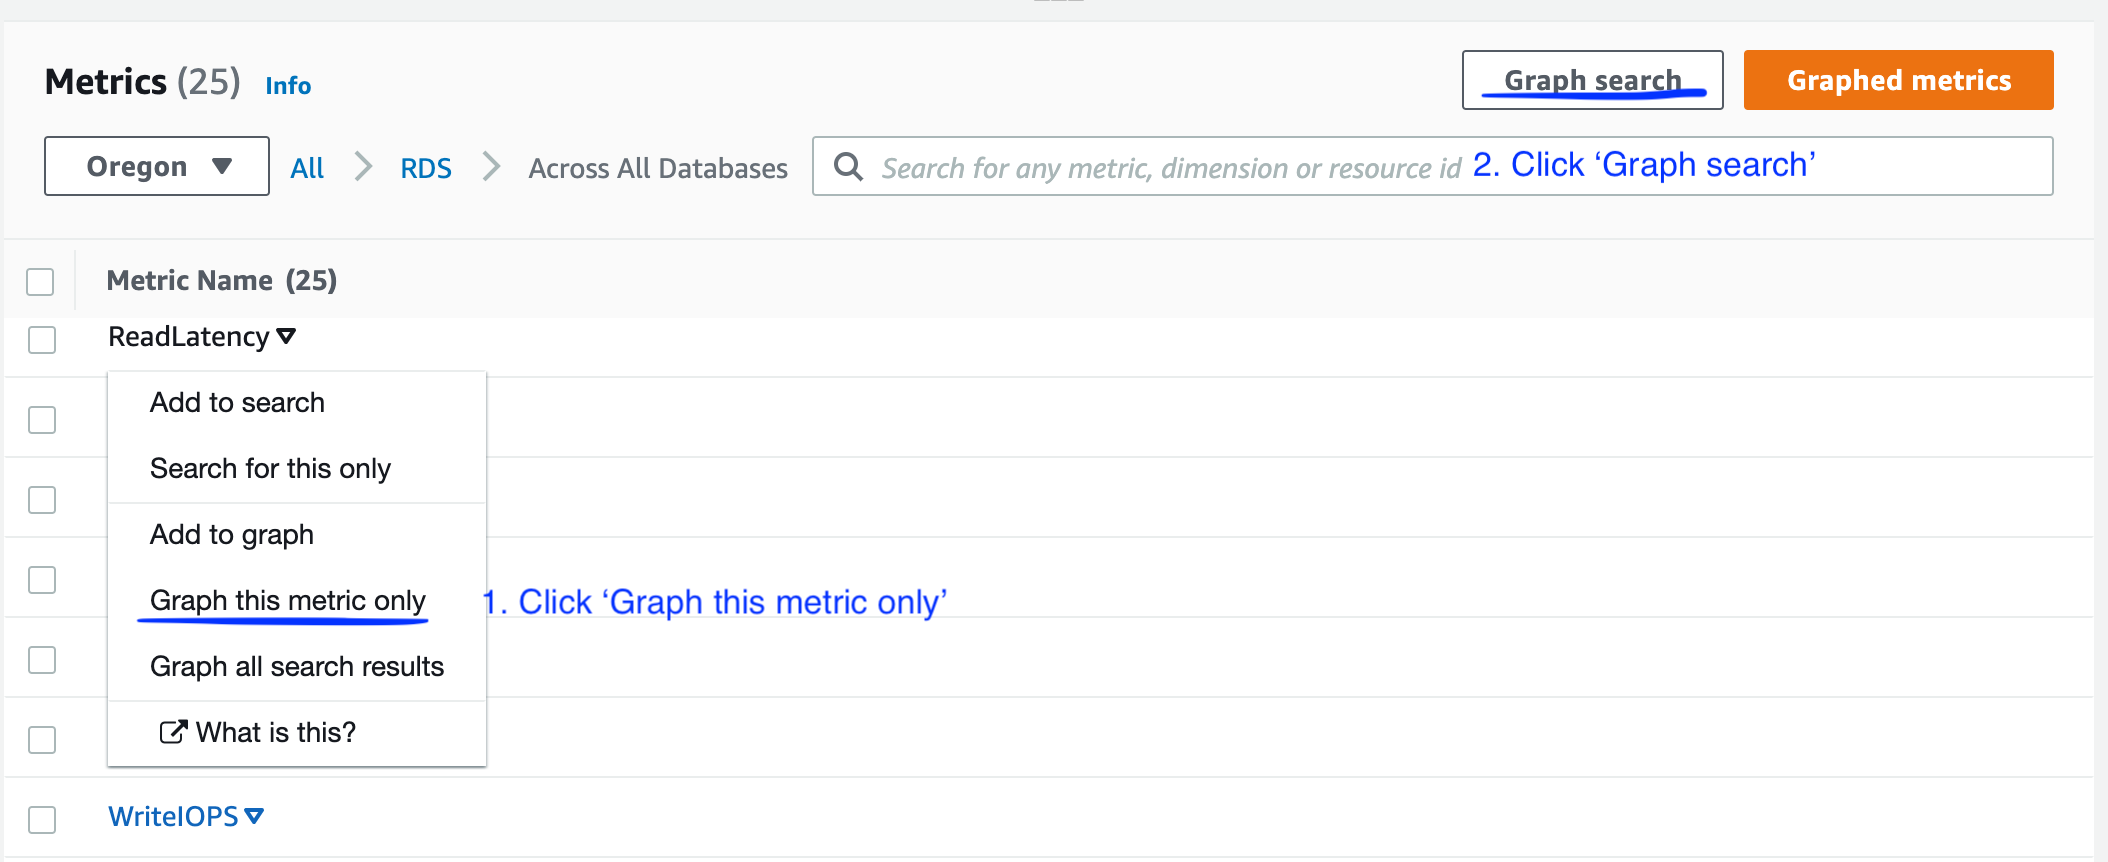 Metrics (25) Info
Graph search
Graphed metrics
Oregon ▼ All > RDS > Across All Databases
Search for any metric, dimension or resource id 2. Click ‘Graph search’
Metric Name (25)
ReadLatency
Add to search
Search for this only
Add to graph
Graph this metric only 1. Click ‘Graph this metric only’
Graph all search results
What is this?
WriteIOPS